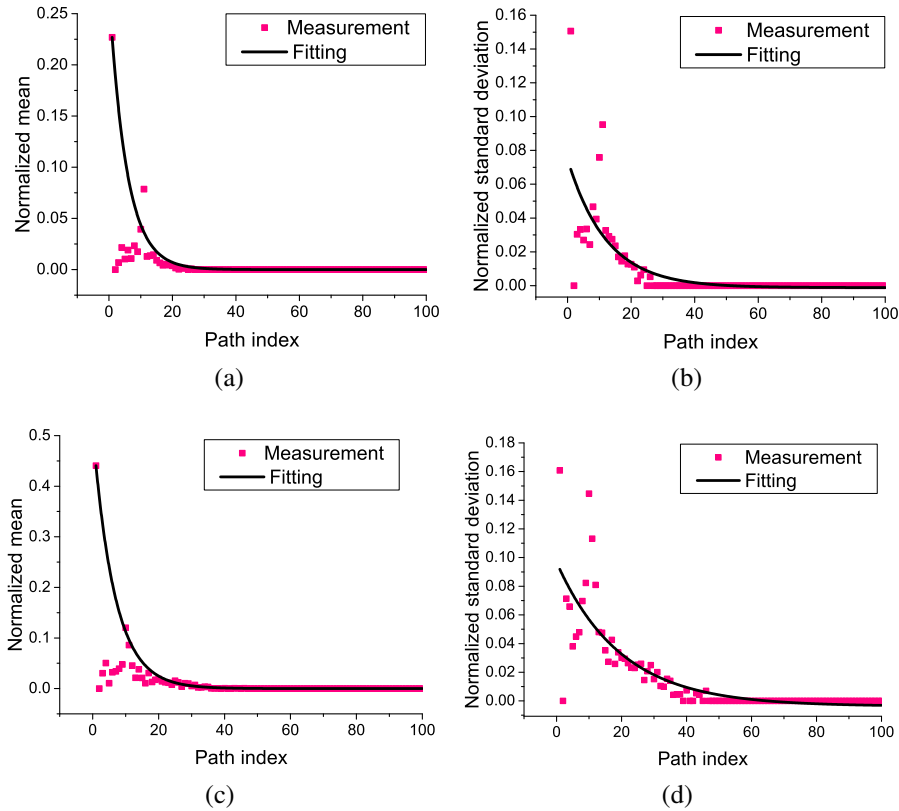 0.25
0.20
0.15
0.10
0.05
0.00
Normalized mean
Measurement
Fitting
0 20 40 60 80 100
Path index
(a)
0.16
0.14
0.12
0.10
0.08
0.06
0.04
0.02
0.00
Normalized standard deviation
Measurement
Fitting
0 20 40 60 80 100
Path index
(b)
0.5
0.4
0.3
0.2
0.1
0.0
Normalized mean
Measurement
Fitting
0 20 40 60 80 100
Path index
(c)
0.18
0.16
0.14
0.12
0.10
0.08
0.06
0.04
0.02
0.00
Normalized standard deviation
Measurement
Fitting
0 20 40 60 80 100
Path index
(d)